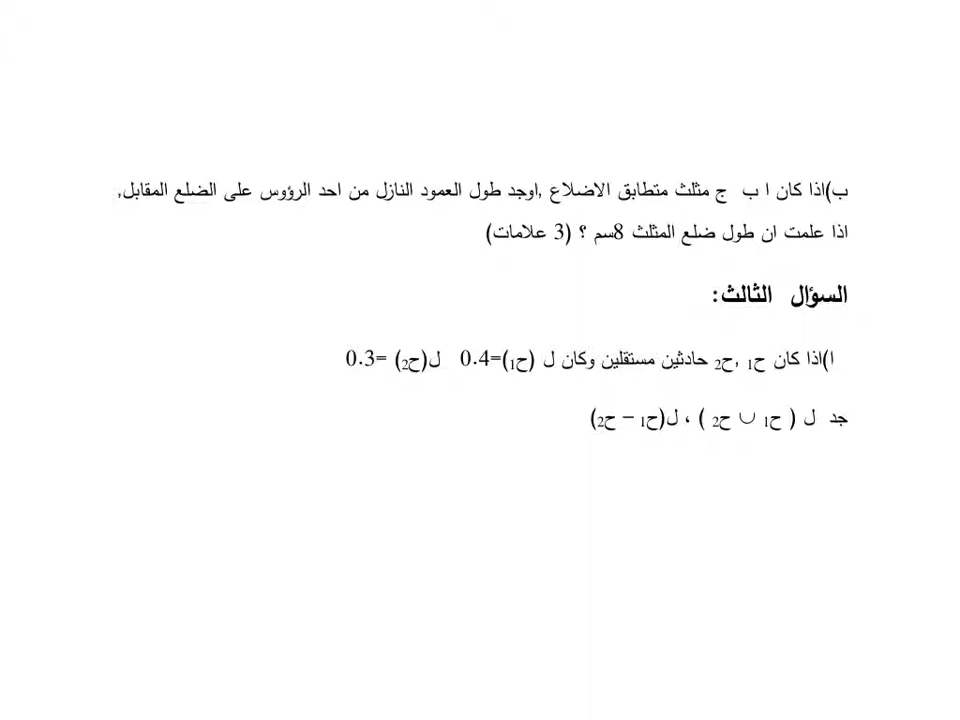 ب)اذا كان ا ب ج مثلث متطابق الاضلاع ,اوجد طول العمود النازل من احد الرؤوس على الضلع المقابل,
اذا علمت ان طول ضلع المثلث 8سم ؟ (3 علامات)
السؤال الثالث:
ا)اذا كان ح1 ,ح2 حادثين مستقلين وكان ل (ح1)=0.4 ل(ح2) =0.3
جد ل ( ح1 ∪ ح2 ) ، ل(ح1 – ح2)